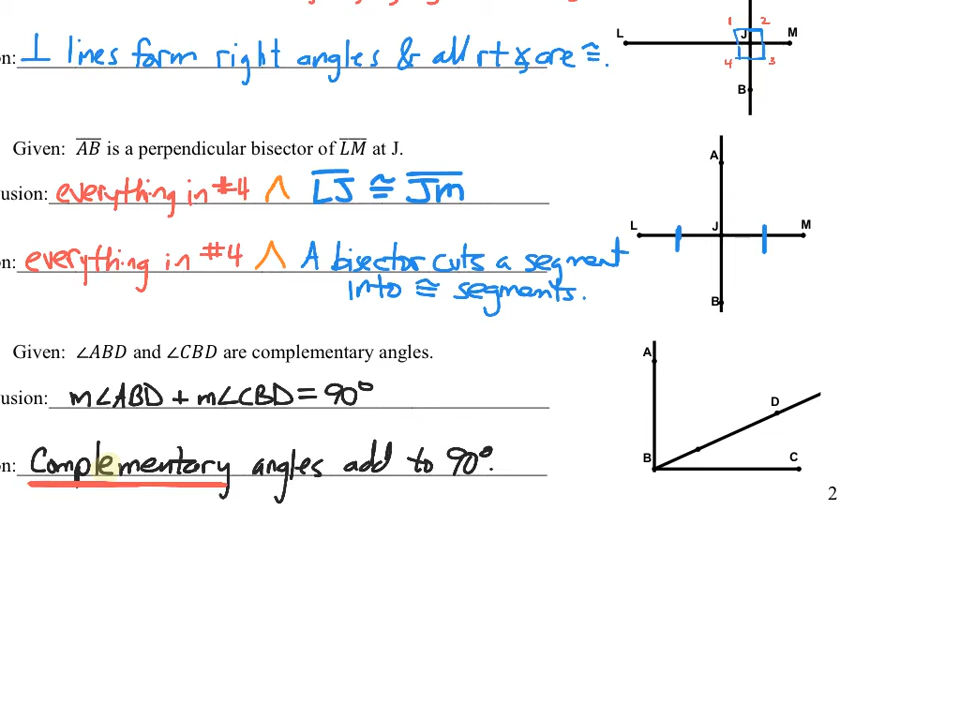 1 2
L J M
on: ⊥ lines form right angles & all rt ∡ are ≅.
4 3
B
Given: AB is a perpendicular bisector of LM at J.
A
usion: everything in #4 ∧ LJ ≅ JM
L J M
on: everything in #4 ∧ A bisector cuts a segment
into ≅ segments.
B
Given: ∠ABD and ∠CBD are complementary angles.
A
usion: m∠ABD + m∠CBD = 90°
D
on: Complementary angles add to 90°.
B C
2